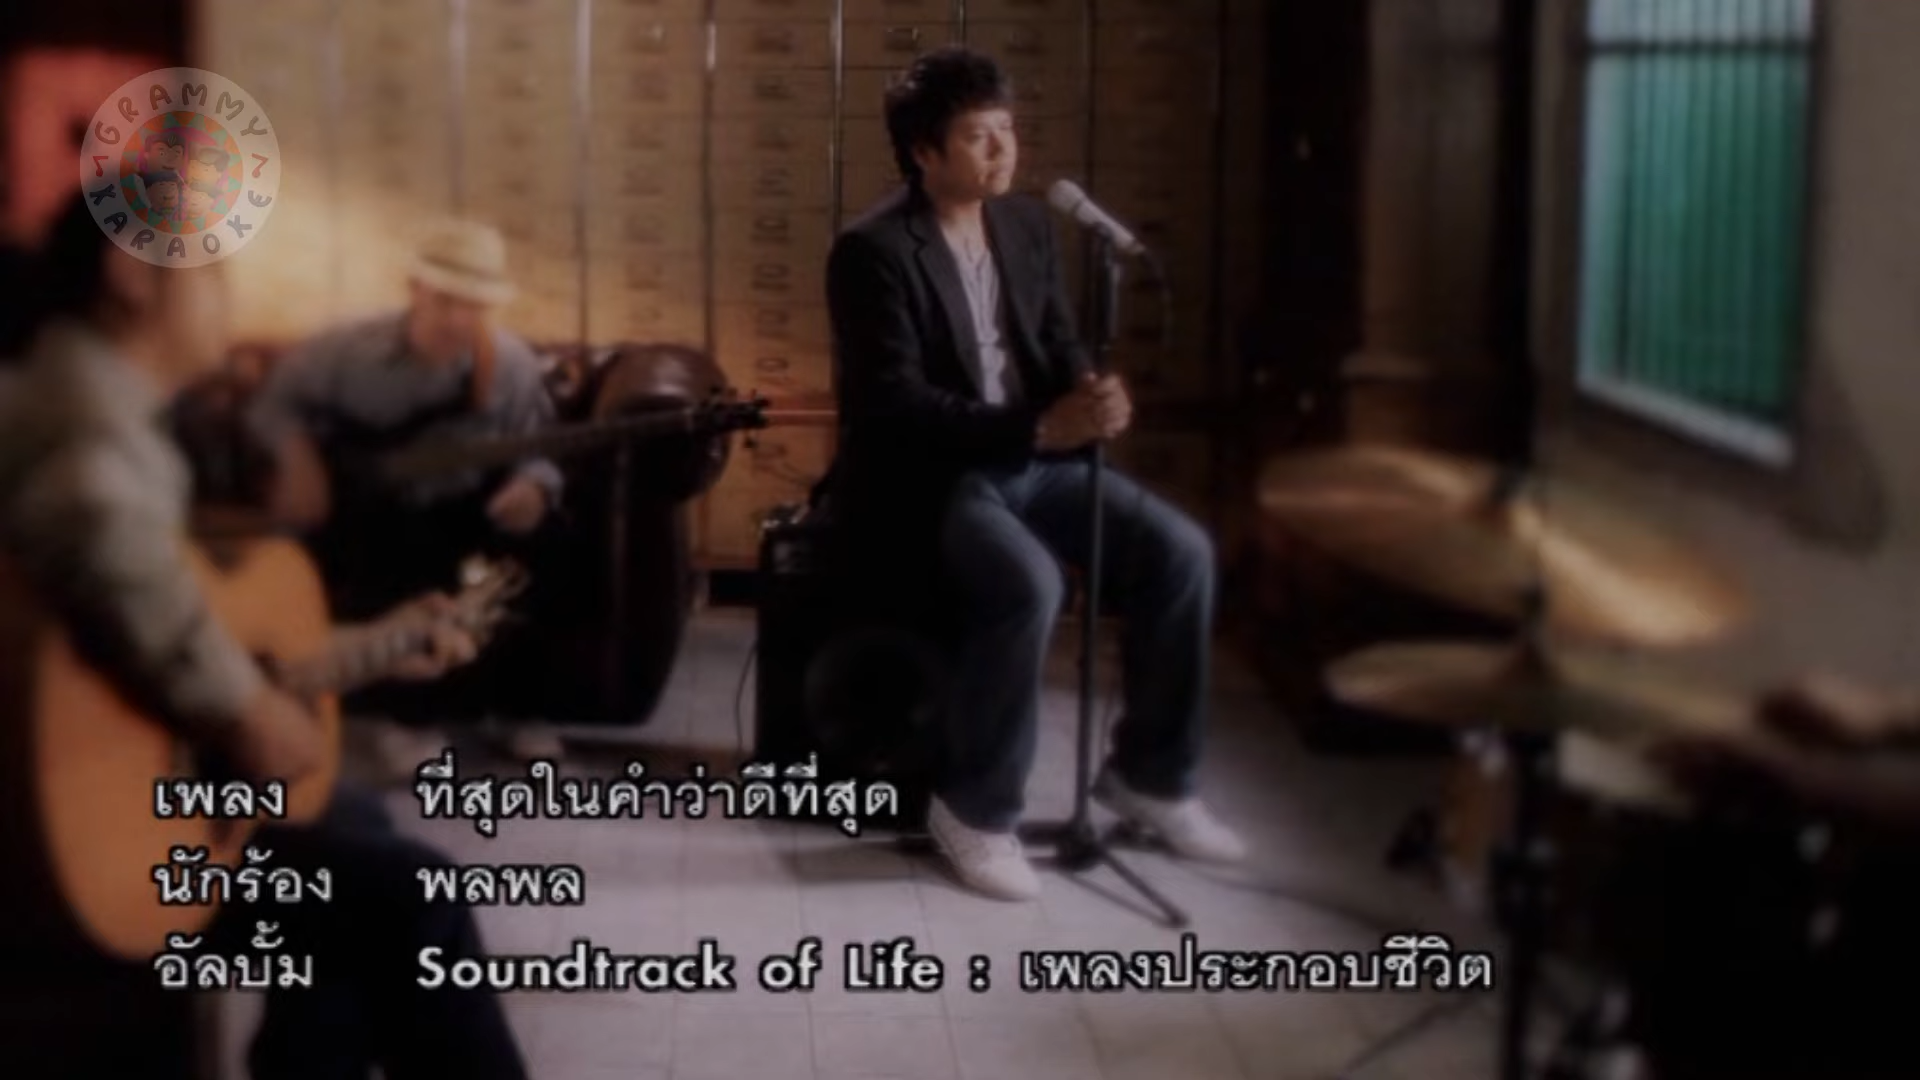 GRAMMY
KARAOKE
เพลง ที่สุดในคำว่าดีที่สุด
นักร้อง พลพล
อัลบั้ม Soundtrack of Life : เพลงประกอบชีวิต